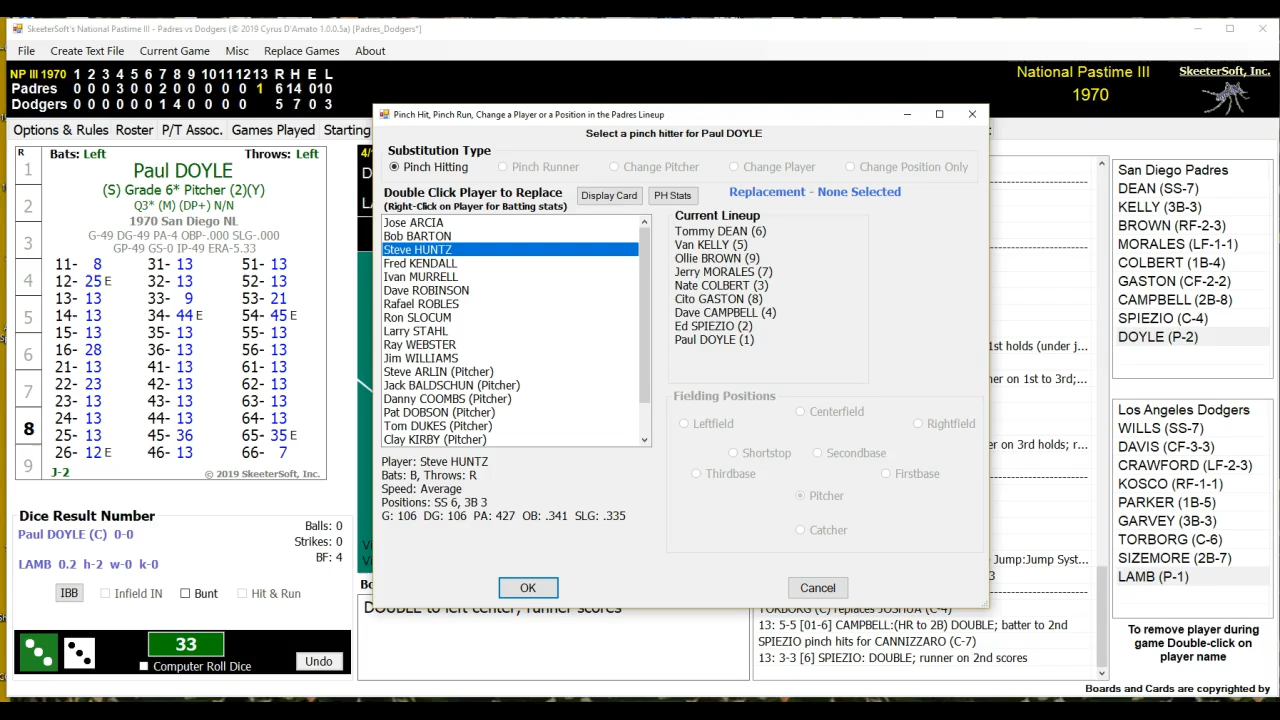 SkeeterSoft's National Pastime III - Padres vs Dodgers (© 2019 Cyrus D'Amato 1.0.0.5a) [Padres_Dodgers*]
File Create Text File Current Game Misc Replace Games About
NP III 1970 1 2 3 4 5 6 7 8 9 10 11 12 13 R H E L
Padres 0 0 0 3 0 0 2 0 0 0 0 0 1 6 14 0 10
Dodgers 0 0 0 0 0 0 1 4 0 0 0 0 5 7 0 3
National Pastime III
1970
SkeeterSoft, Inc.
Options & Rules Roster P/T Assoc. Games Played Starting
R
1
2
3
4
5
6
7
8
9
Bats: Left Throws: Left
Paul DOYLE
(S) Grade 6* Pitcher (2)(Y)
Q3* (M) (DP+) N/N
1970 San Diego NL
G-49 DG-49 PA-4 OBP-.000 SLG-.000
GP-49 GS-0 IP-49 ERA-5.33
11- 8 31- 13 51- 13
12- 25 E 32- 13 52- 13
13- 13 33- 9 53- 21
14- 13 34- 44 E 54- 45 E
15- 13 35- 13 55- 13
16- 28 36- 13 56- 13
21- 13 41- 13 61- 13
22- 23 42- 13 62- 13
23- 13 43- 13 63- 13
24- 13 44- 13 64- 13
25- 13 45- 36 65- 35 E
26- 12 E 46- 13 66- 7
J-2 © 2019 SkeeterSoft, Inc.
Dice Result Number
Paul DOYLE (C) 0-0
LAMB 0.2 h-2 w-0 k-0
Balls: 0
Strikes: 0
BF: 4
IBB Infield IN Bunt Hit & Run
33
Computer Roll Dice
Undo
Pinch Hit, Pinch Run, Change a Player or a Position in the Padres Lineup
Select a pinch hitter for Paul DOYLE
Substitution Type
Pinch Hitting Pinch Runner Change Pitcher Change Player Change Position Only
Double Click Player to Replace
(Right-Click on Player for Batting stats)
Display Card PH Stats
Replacement - None Selected
Jose ARCIA
Bob BARTON
Steve HUNTZ
Fred KENDALL
Ivan MURRELL
Dave ROBINSON
Rafael ROBLES
Ron SLOCUM
Larry STAHL
Ray WEBSTER
Jim WILLIAMS
Steve ARLIN (Pitcher)
Jack BALDSCHUN (Pitcher)
Danny COOMBS (Pitcher)
Pat DOBSON (Pitcher)
Tom DUKES (Pitcher)
Clay KIRBY (Pitcher)
Current Lineup
Tommy DEAN (6)
Van KELLY (5)
Ollie BROWN (9)
Jerry MORALES (7)
Nate COLBERT (3)
Cito GASTON (8)
Dave CAMPBELL (4)
Ed SPIEZIO (2)
Paul DOYLE (1)
Fielding Positions
Centerfield
Leftfield Rightfield
Shortstop Secondbase
Thirdbase Firstbase
Pitcher
Catcher
Player: Steve HUNTZ
Bats: B, Throws: R
Speed: Average
Positions: SS 6, 3B 3
G: 106 DG: 106 PA: 427 OB: .341 SLG: .335
OK Cancel
DOUBLE to left center; runner scores
1st holds (under j...
ner on 1st to 3rd;...
ner on 3rd holds; r...
Jump:Jump Syst...
TORBORG (C) replaces JOSHUA (C-4)
13: 5-5 [01-6] CAMPBELL:(HR to 2B) DOUBLE; batter to 2nd
SPIEZIO pinch hits for CANNIZZARO (C-7)
13: 3-3 [6] SPIEZIO: DOUBLE; runner on 2nd scores
San Diego Padres
DEAN (SS-7)
KELLY (3B-3)
BROWN (RF-2-3)
MORALES (LF-1-1)
COLBERT (1B-4)
GASTON (CF-2-2)
CAMPBELL (2B-8)
SPIEZIO (C-4)
DOYLE (P-2)
Los Angeles Dodgers
WILLS (SS-7)
DAVIS (CF-3-3)
CRAWFORD (LF-2-3)
KOSCO (RF-1-1)
PARKER (1B-5)
GARVEY (3B-3)
TORBORG (C-6)
SIZEMORE (2B-7)
LAMB (P-1)
To remove player during
game Double-click on
player name
Boards and Cards are copyrighted by